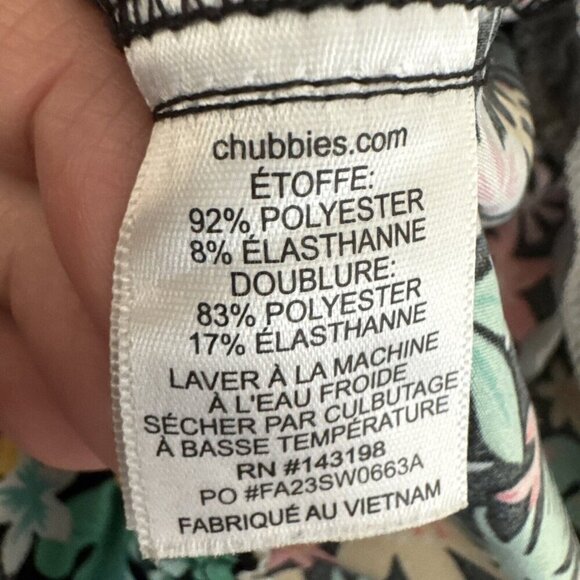 chubbies.com
ÉTOFFE:
92% POLYESTER
8% ÉLASTHANNE
DOUBLURE:
83% POLYESTER
17% ÉLASTHANNE
LAVER À LA MACHINE
À L'EAU FROIDE
SÉCHER PAR CULBUTAGE
À BASSE TEMPÉRATURE
RN #143198
PO #FA23SW0663A
FABRIQUÉ AU VIETNAM